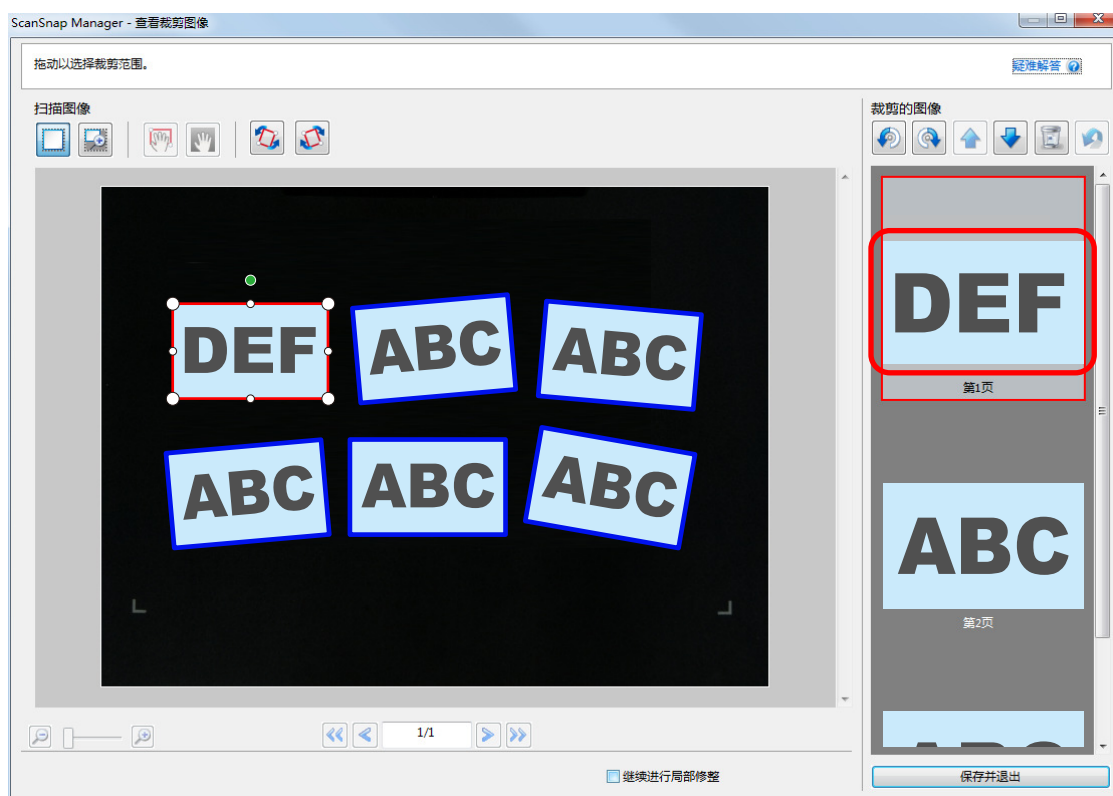 ScanSnap Manager - 查看裁剪图像
拖动以选择裁剪范围。
疑难解答 ?
扫描图像
裁剪的图像
DEF
ABC
ABC
ABC
ABC
ABC
DEF
第1页
ABC
第2页
1/1
继续进行局部修整
保存并退出